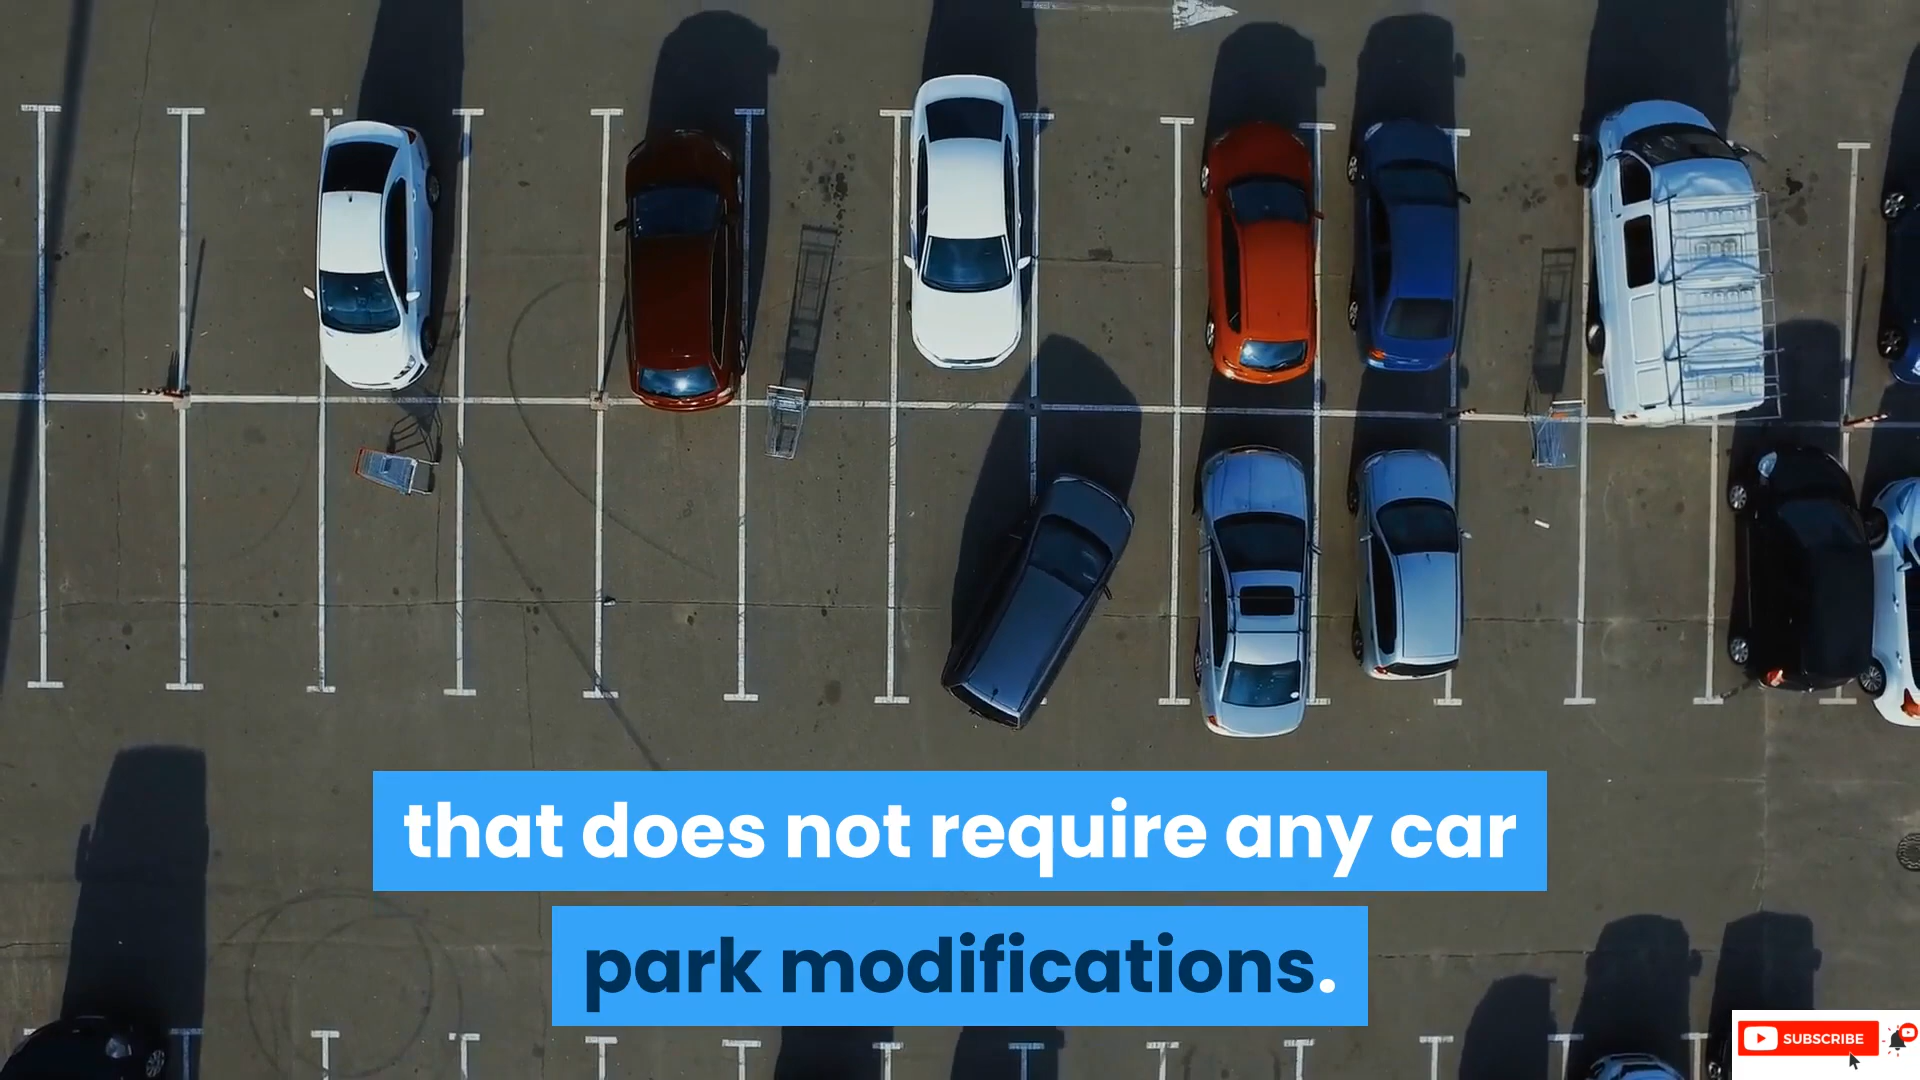 that does not require any car
park modifications.
SUBSCRIBE